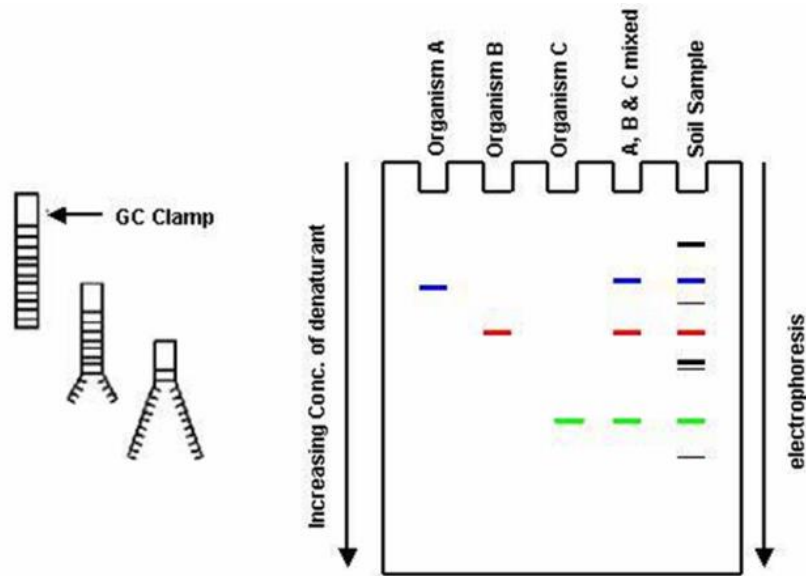 GC Clamp
Increasing Conc. of denaturant
Organism A
Organism B
Organism C
A, B & C mixed
Soil Sample
electrophoresis